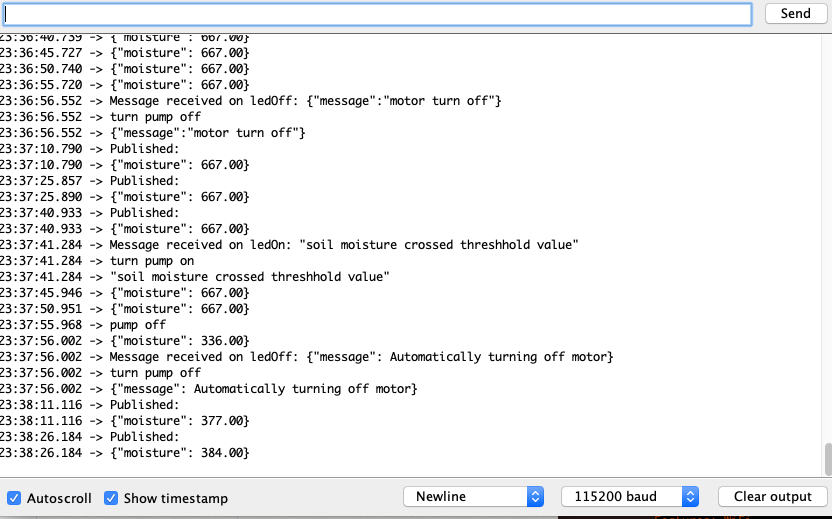 Send
23:36:40.739 -> {"moisture": 667.00}
23:36:45.727 -> {"moisture": 667.00}
23:36:50.740 -> {"moisture": 667.00}
23:36:55.720 -> {"moisture": 667.00}
23:36:56.552 -> Message received on ledOff: {"message":"motor turn off"}
23:36:56.552 -> turn pump off
23:36:56.552 -> {"message":"motor turn off"}
23:37:10.790 -> Published:
23:37:10.790 -> {"moisture": 667.00}
23:37:25.857 -> Published:
23:37:25.890 -> {"moisture": 667.00}
23:37:40.933 -> Published:
23:37:40.933 -> {"moisture": 667.00}
23:37:41.284 -> Message received on ledOn: "soil moisture crossed threshhold value"
23:37:41.284 -> turn pump on
23:37:41.284 -> "soil moisture crossed threshhold value"
23:37:45.946 -> {"moisture": 667.00}
23:37:50.951 -> {"moisture": 667.00}
23:37:55.968 -> pump off
23:37:56.002 -> {"moisture": 336.00}
23:37:56.002 -> Message received on ledOff: {"message": Automatically turning off motor}
23:37:56.002 -> turn pump off
23:37:56.002 -> {"message": Automatically turning off motor}
23:38:11.116 -> Published:
23:38:11.116 -> {"moisture": 377.00}
23:38:26.184 -> Published:
23:38:26.184 -> {"moisture": 384.00}
Autoscroll Show timestamp Newline 115200 baud Clear output